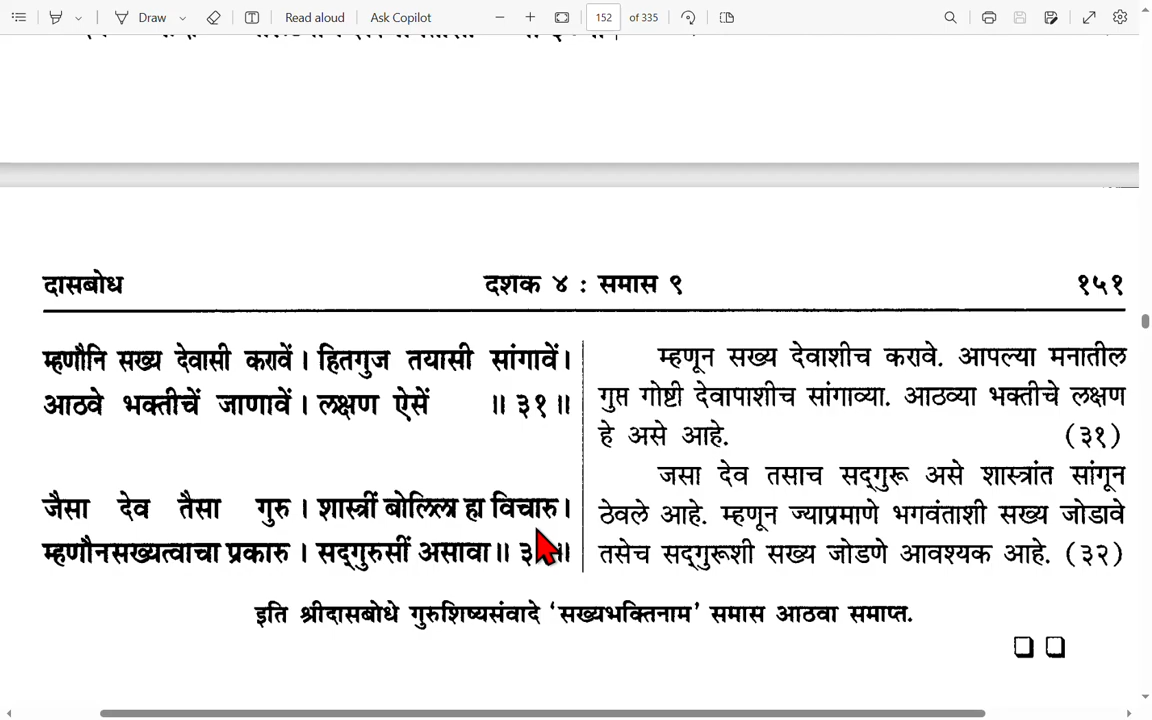 Draw
Read aloud
Ask Copilot
152 of 335
दासबोध
दशक ४ : समास ९
१५१
म्हणौनि सख्य देवासी करावें। हितगुज तयासी सांगावें।
आठवे भक्तीचें जाणावें। लक्षण ऐसें ॥३१॥
जैसा देव तैसा गुरु। शास्त्रीं बोलिला हा विचारु।
म्हणौनसख्यत्वाचा प्रकारु। सद्‌गुरुसीं असावा॥३ ॥
म्हणून सख्य देवाशीच करावे. आपल्या मनातील
गुप्त गोष्टी देवापाशीच सांगाव्या. आठव्या भक्तीचे लक्षण
हे असे आहे. (३१)
जसा देव तसाच सद्‌गुरू असे शास्त्रांत सांगून
ठेवले आहे. म्हणून ज्याप्रमाणे भगवंताशी सख्य जोडावे
तसेच सद्‌गुरूशी सख्य जोडणे आवश्यक आहे. (३२)
इति श्रीदासबोधे गुरुशिष्यसंवादे ‘सख्यभक्तिनाम’ समास आठवा समाप्त.